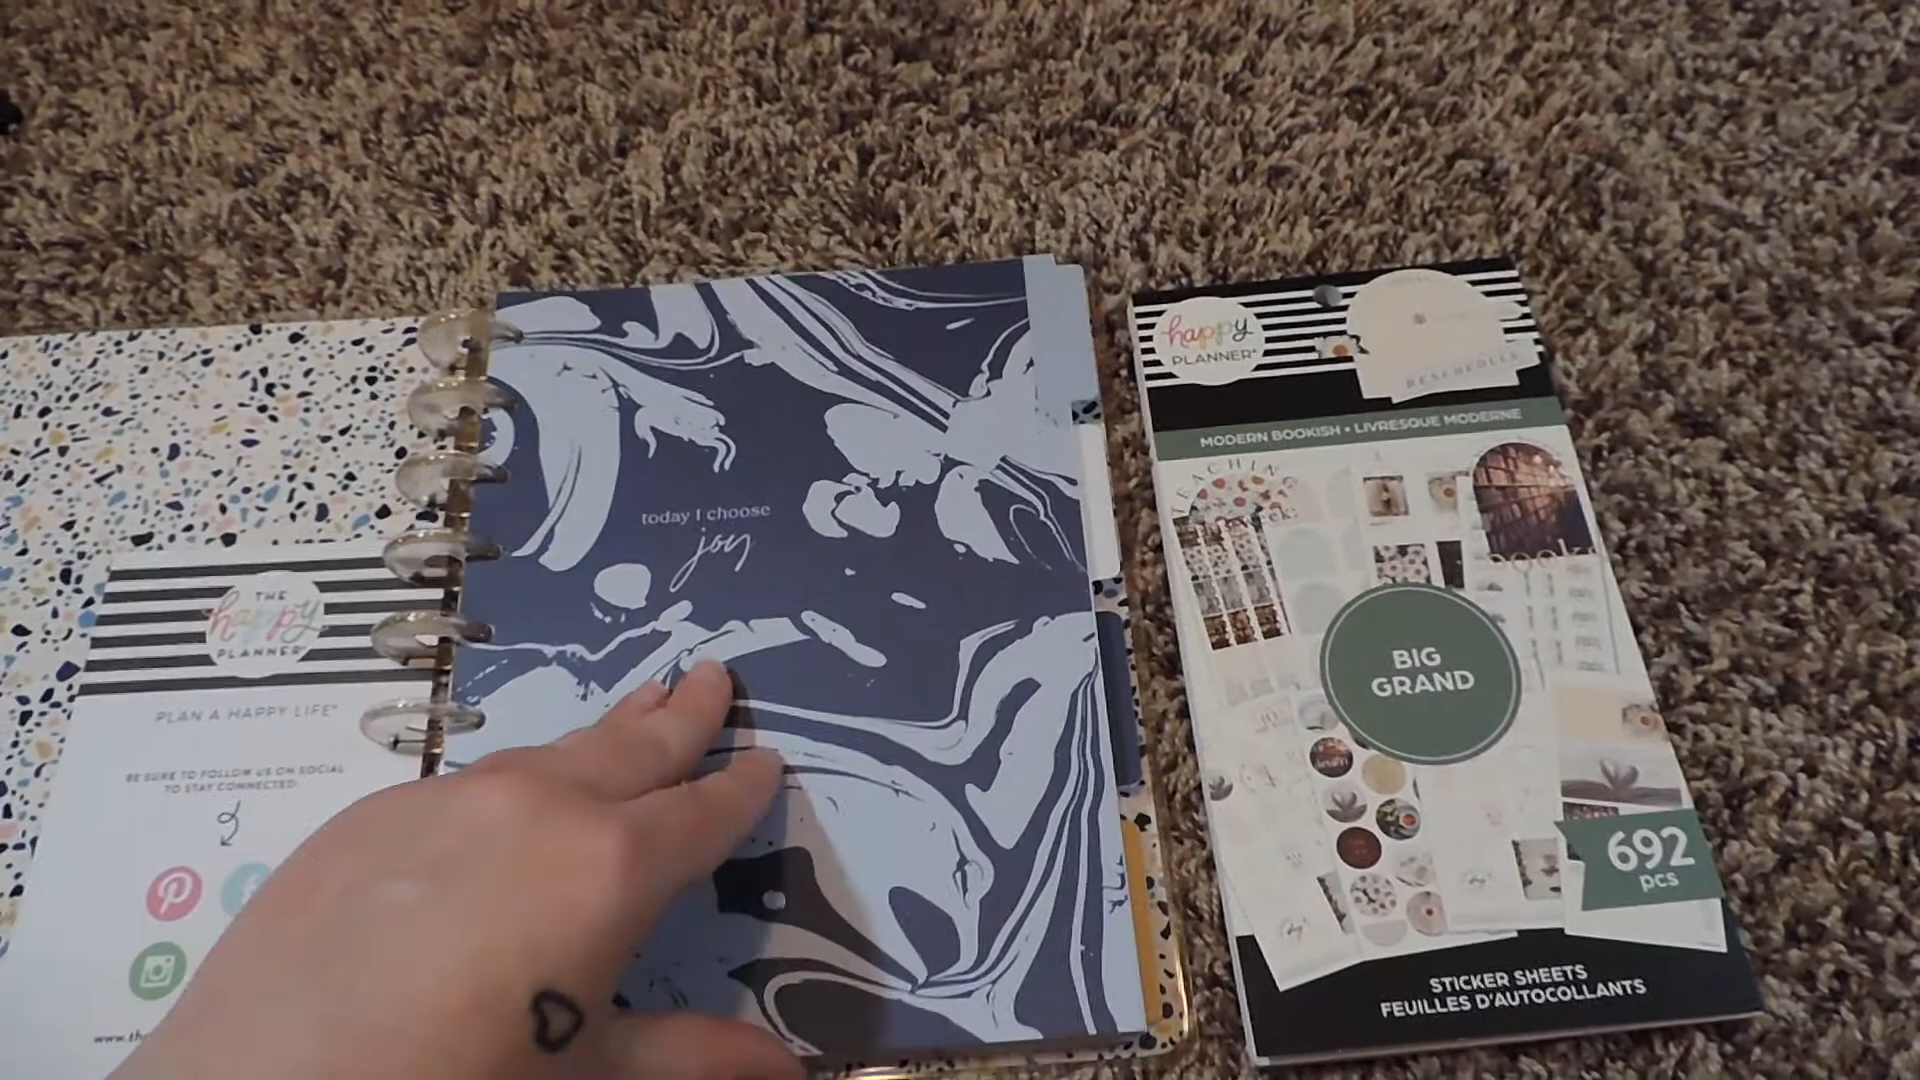 THE
happy
PLANNER®
PLAN A HAPPY LIFE®
BE SURE TO FOLLOW US ON SOCIAL
TO STAY CONNECTED:
today I choose
joy
happy
PLANNER®
MODERN BOOKISH • LIVRESQUE MODERNE
books
BIG
GRAND
692
pcs
STICKER SHEETS
FEUILLES D'AUTOCOLLANTS